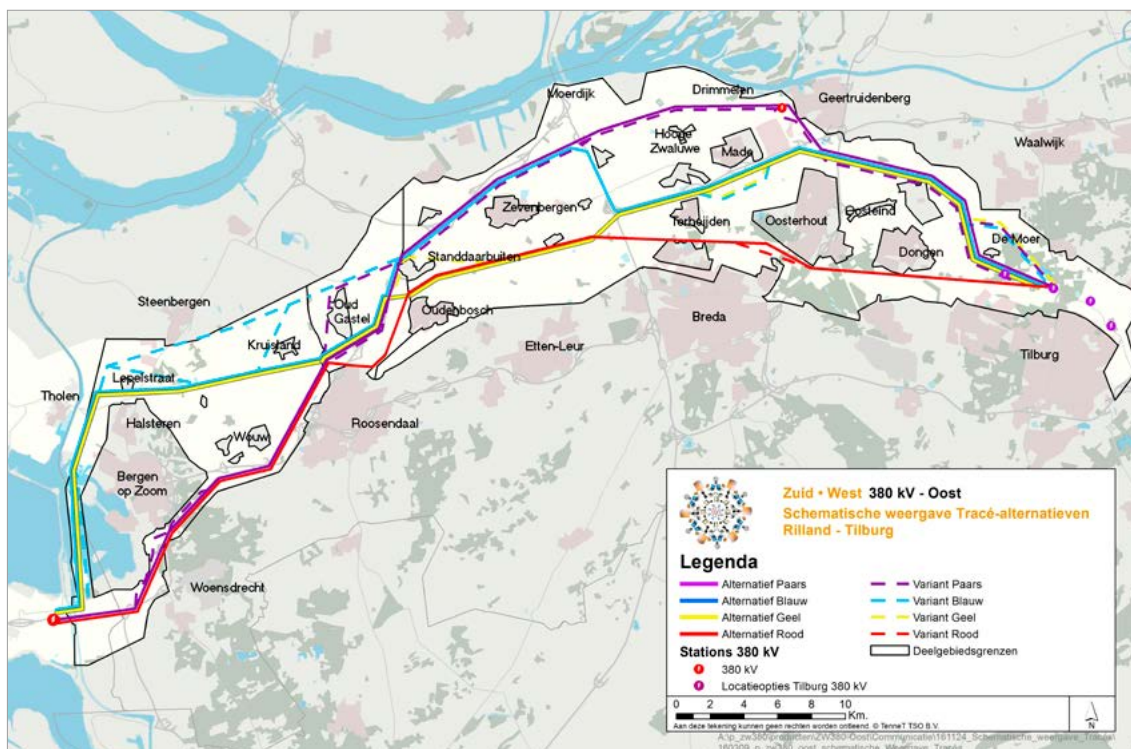 Moerdijk
Drimmelen
Geertruidenberg
Hooge
Zwaluwe
Made
Waalwijk
Zevenbergen
Terheijden
Oosterhout
Oosteind
De Moer
Dongen
Standdaarbuiten
Steenbergen
Oud
Gastel
Oudenbosch
Kruisland
Etten-Leur
Breda
Tilburg
Lepelstraat
Tholen
Halsteren
Wouw
Roosendaal
Bergen
op Zoom
Woensdrecht
Zuid • West 380 kV - Oost
Schematische weergave Tracé-alternatieven
Rilland - Tilburg
Legenda
Alternatief Paars
Variant Paars
Alternatief Blauw
Variant Blauw
Alternatief Geel
Variant Geel
Alternatief Rood
Variant Rood
Stations 380 kV
Deelgebiedsgrenzen
380 kV
Locatieopties Tilburg 380 kV
0 2 4 6 8 10
Km.
N
Aan deze tekening kunnen geen rechten worden ontleend. © TenneT TSO B.V.